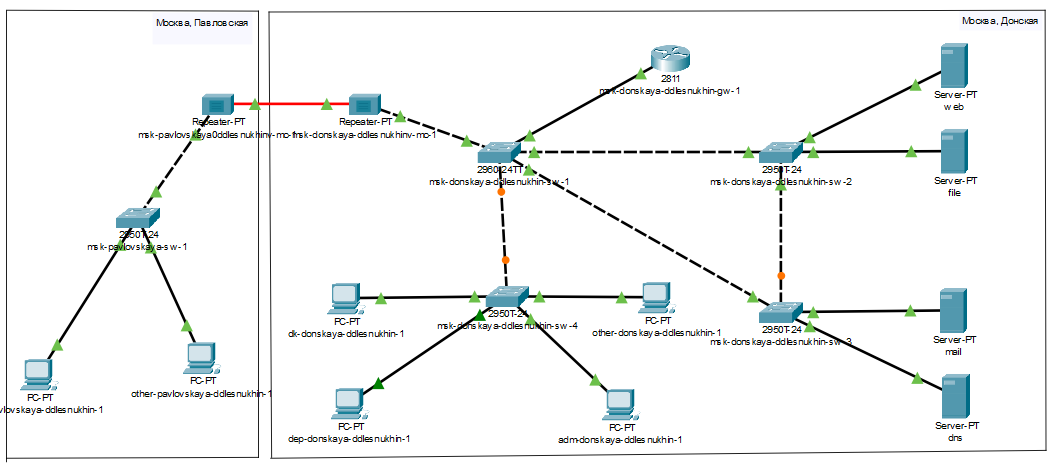 Москва, Павловская
Москва, Донская
2811
msk-donskaya-ddlesnukhin-gw-1
Server-PT
web
Repeater-PT
Repeater-PT
msk-donskaya-ddlesnukhinv-mc-1
2960-24TT
msk-donskaya-ddlesnukhin-sw-1
2950T-24
msk-donskaya-ddlesnukhin-sw-2
Server-PT
file
2950T-24
msk-pavlovskaya-sw-1
2950T-24
msk-donskaya-ddlesnukhin-sw-4
PC-PT
dk-donskaya-ddlesnukhin-1
PC-PT
other-donskaya-ddlesnukhin-1
2950T-24
msk-donskaya-ddlesnukhin-sw-3
Server-PT
mail
PC-PT
other-pavlovskaya-ddlesnukhin-1
PC-PT
vlovskaya-ddlesnukhin-1
PC-PT
dep-donskaya-ddlesnukhin-1
PC-PT
adm-donskaya-ddlesnukhin-1
Server-PT
dns